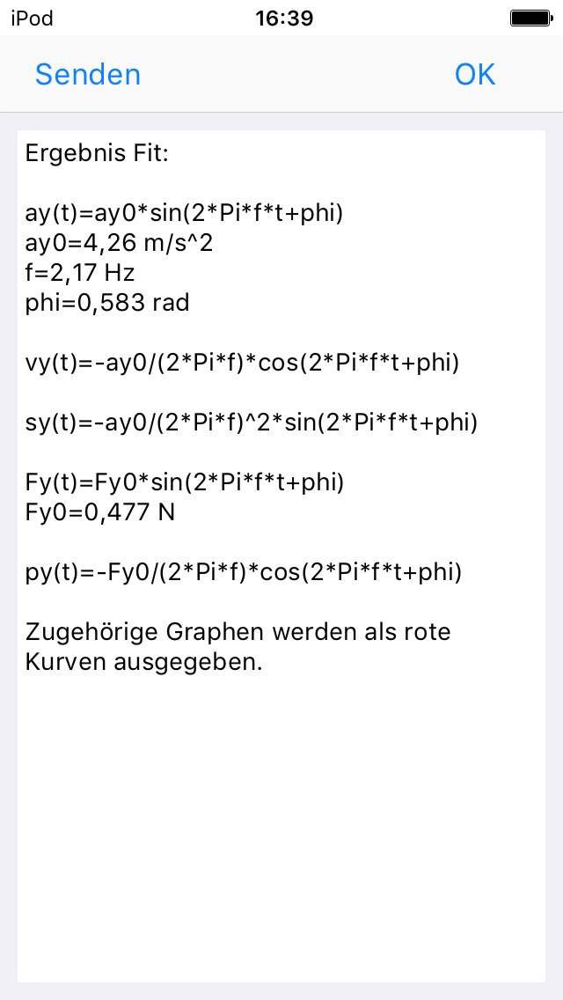 iPod 16:39
Senden OK
Ergebnis Fit:
ay(t)=ay0*sin(2*Pi*f*t+phi)
ay0=4,26 m/s^2
f=2,17 Hz
phi=0,583 rad
vy(t)=-ay0/(2*Pi*f)*cos(2*Pi*f*t+phi)
sy(t)=-ay0/(2*Pi*f)^2*sin(2*Pi*f*t+phi)
Fy(t)=Fy0*sin(2*Pi*f*t+phi)
Fy0=0,477 N
py(t)=-Fy0/(2*Pi*f)*cos(2*Pi*f*t+phi)
Zugehörige Graphen werden als rote
Kurven ausgegeben.